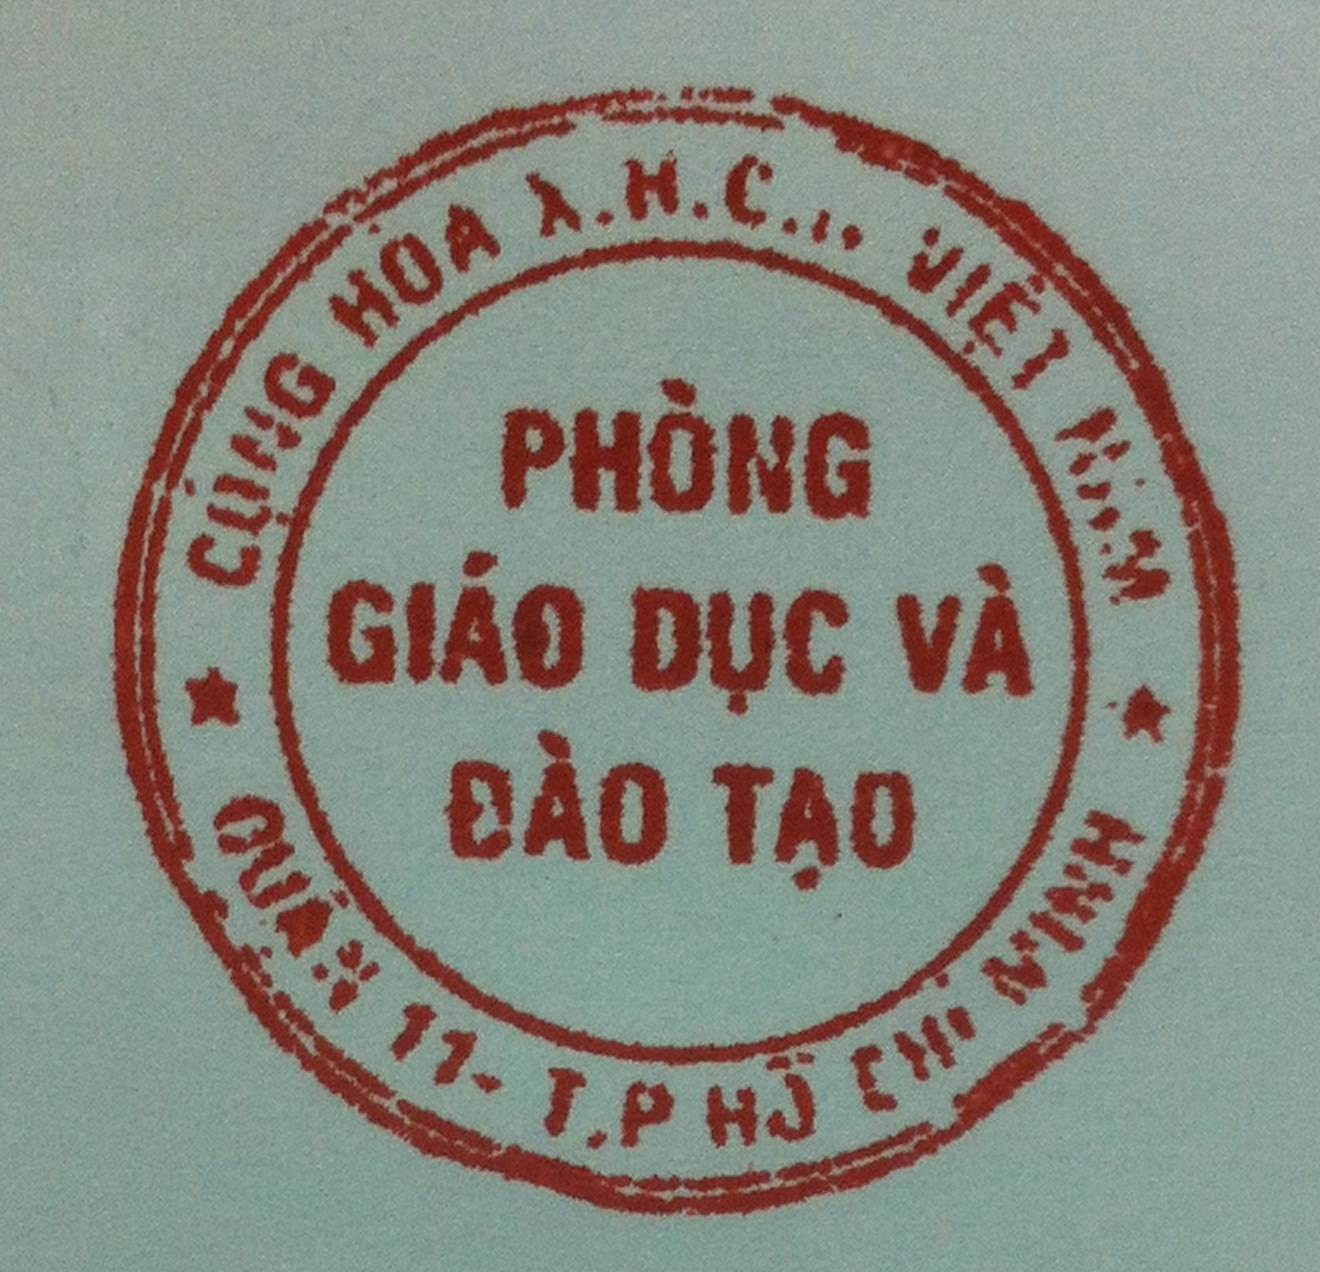 CỘNG HÒA X.H.C.N. VIỆT NAM
PHÒNG
GIÁO DỤC VÀ
ĐÀO TẠO
QUẬN 11-T.P HỒ CHÍ MINH